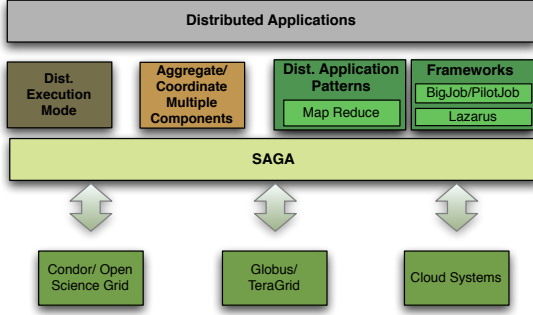 Distributed Applications
Dist.
Execution
Mode
Aggregate/
Coordinate
Multiple
Components
Dist. Application
Patterns
Map Reduce
Frameworks
BigJob/PilotJob
Lazarus
SAGA
Condor/ Open
Science Grid
Globus/
TeraGrid
Cloud Systems